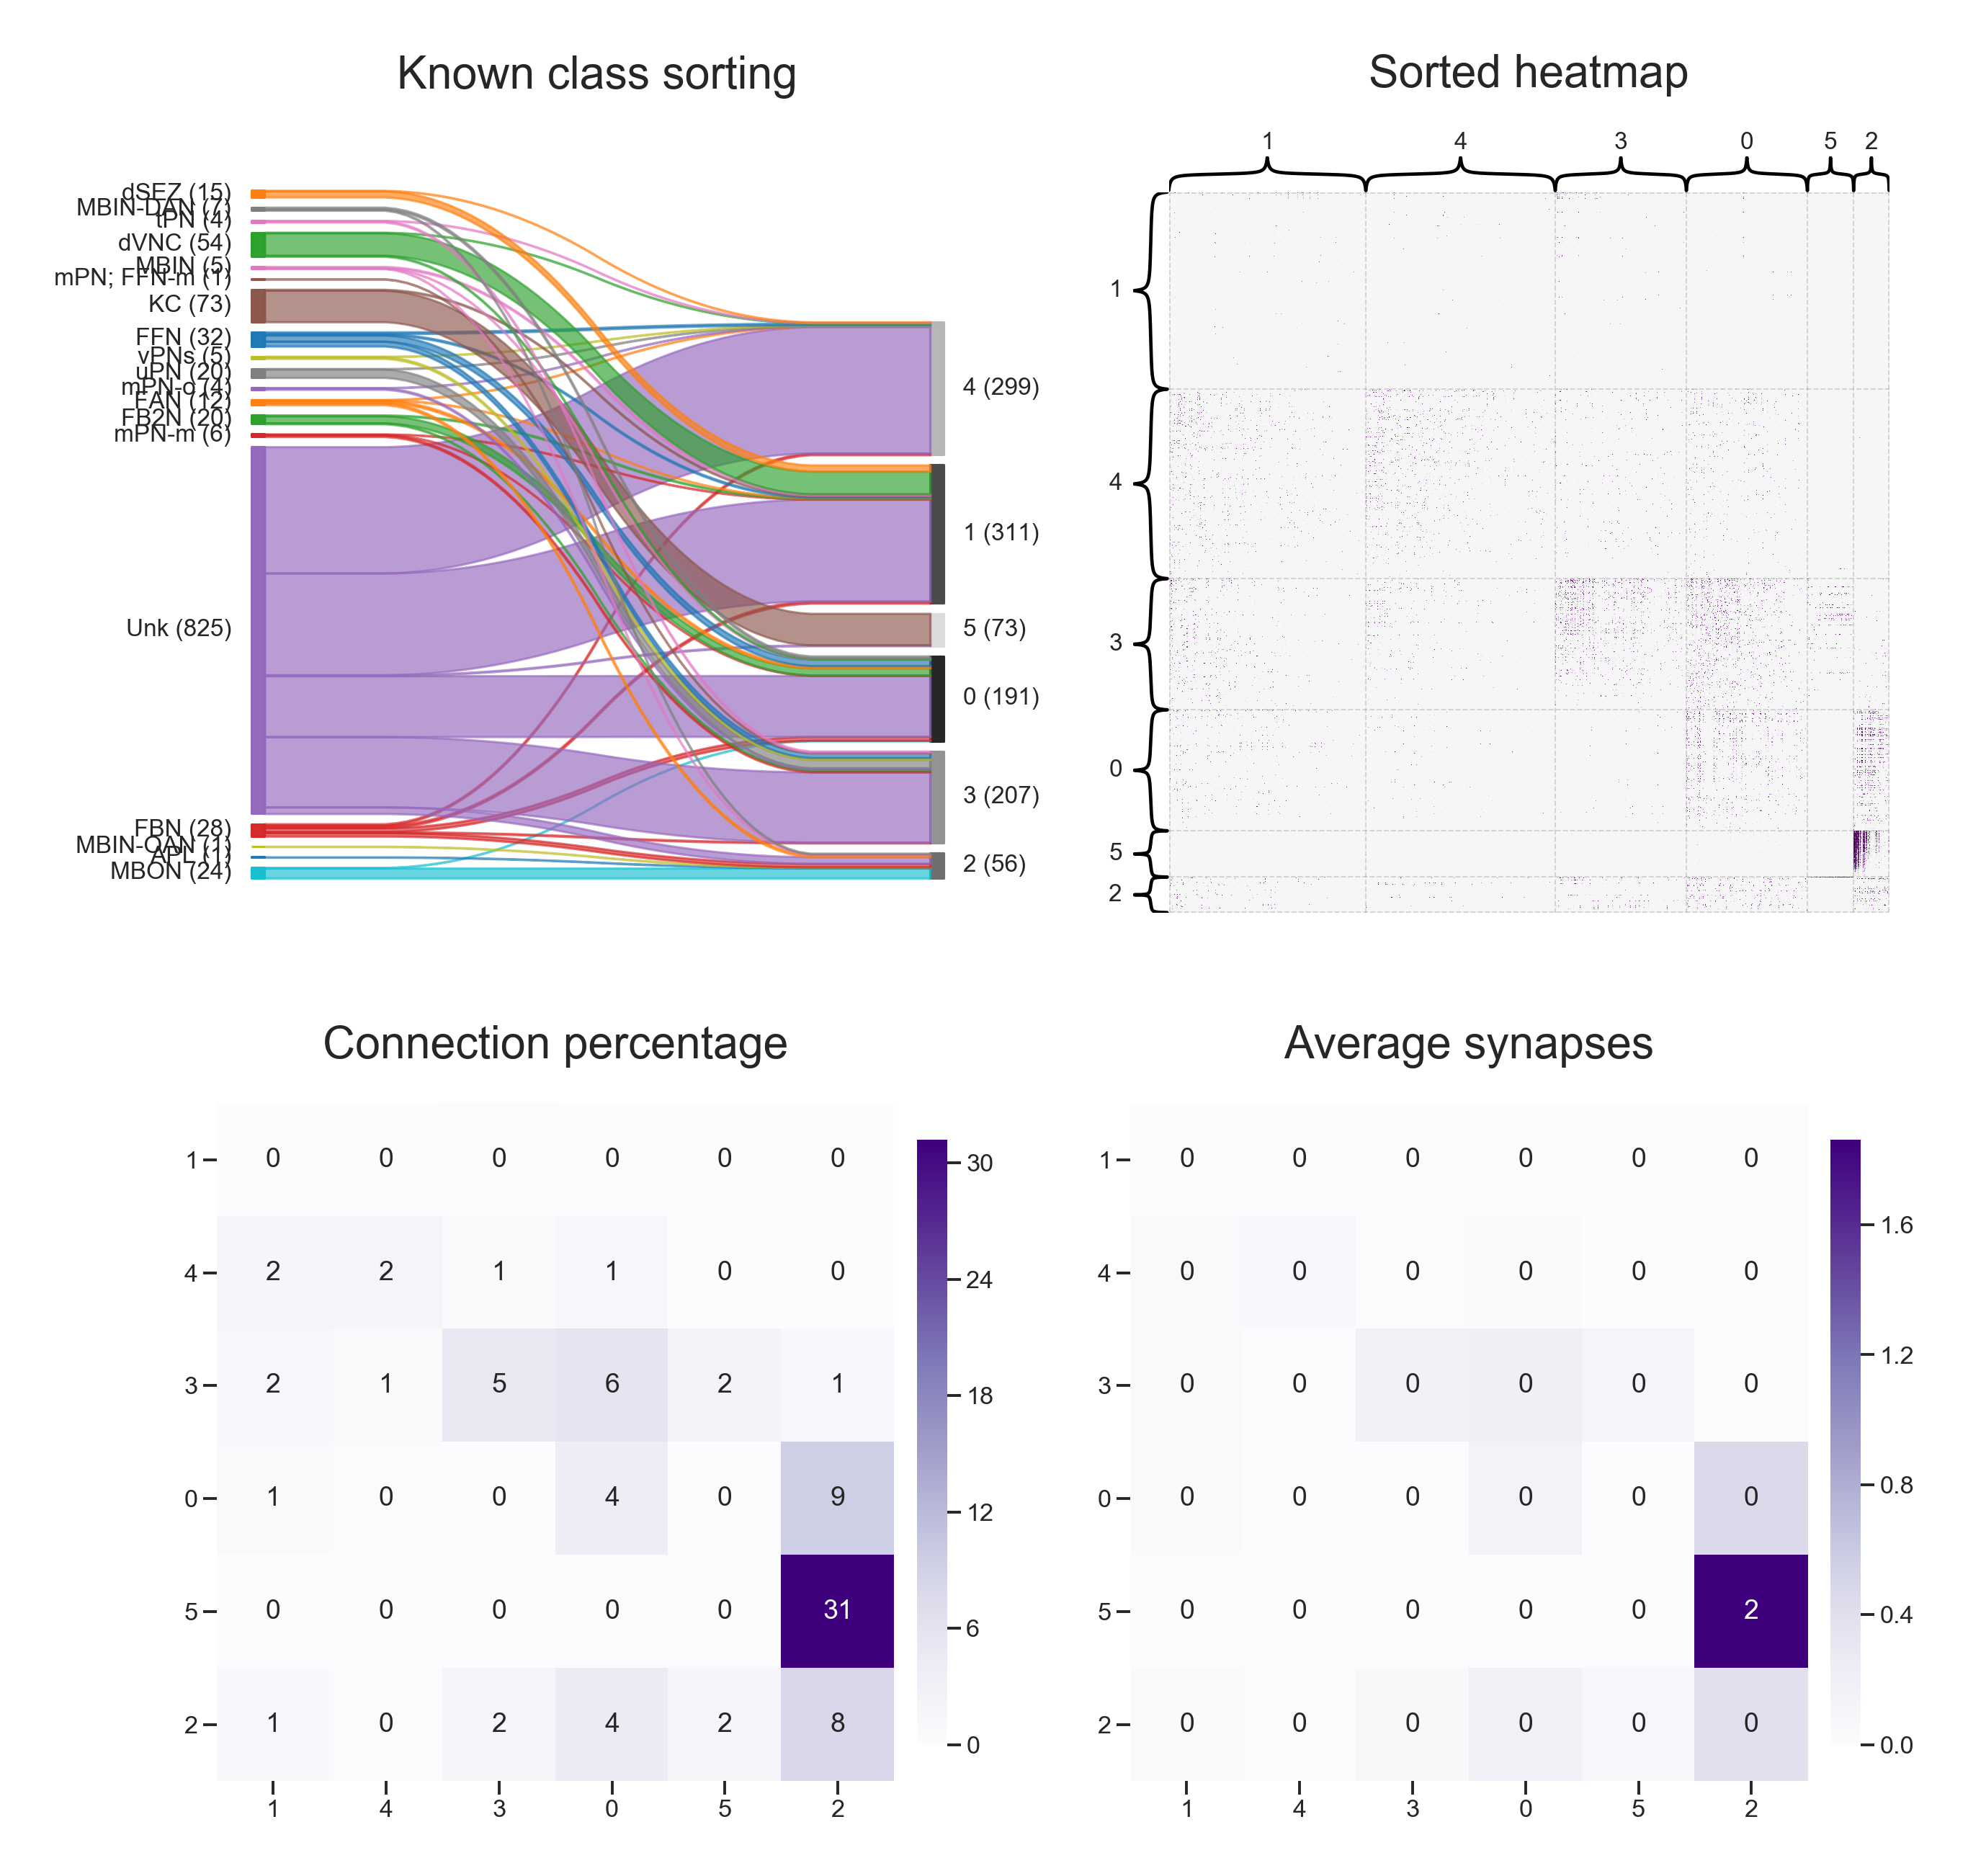 Known class sorting
dSEZ (15)
MBIN-DAN (7)
tPN (4)
dVNC (54)
MBIN (5)
mPN; FFN-m (1)
KC (73)
FFN (32)
vPNs (5)
uPN (20)
mPN-o (4)
FAN (12)
FB2N (20)
mPN-m (6)
Unk (825)
FBN (28)
MBIN-OAN (1)
APL (1)
MBON (24)
4 (299)
1 (311)
5 (73)
0 (191)
3 (207)
2 (56)
Sorted heatmap
1 4 3 0 5 2
1
4
3
0
5
2
Connection percentage
1 0 0 0 0 0 0
4 2 2 1 1 0 0
3 2 1 5 6 2 1
0 1 0 0 4 0 9
5 0 0 0 0 0 31
2 1 0 2 4 2 8
1 4 3 0 5 2
30
24
18
12
6
0
Average synapses
1 0 0 0 0 0 0
4 0 0 0 0 0 0
3 0 0 0 0 0 0
0 0 0 0 0 0 0
5 0 0 0 0 0 2
2 0 0 0 0 0 0
1 4 3 0 5 2
1.6
1.2
0.8
0.4
0.0